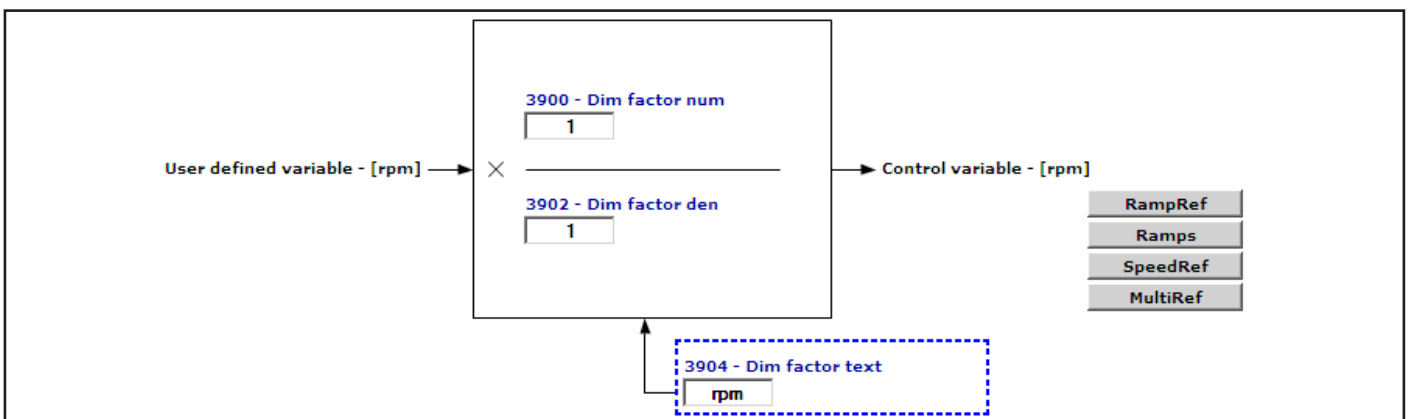 3900 - Dim factor num
1
User defined variable - [rpm]
×
Control variable - [rpm]
3902 - Dim factor den
1
RampRef
Ramps
SpeedRef
MultiRef
3904 - Dim factor text
rpm